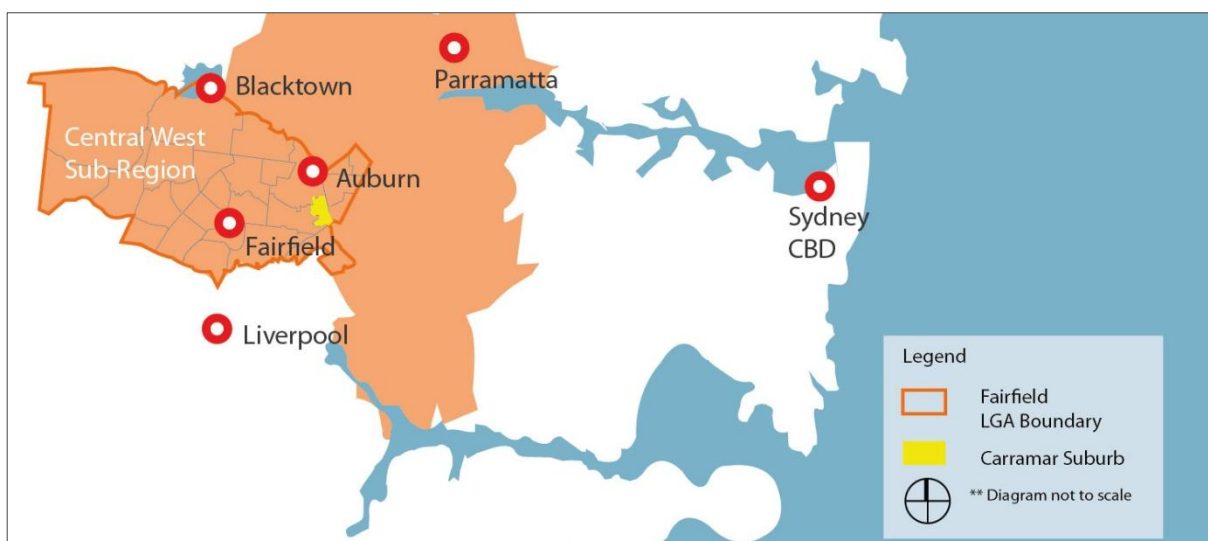 Parramatta
Blacktown
Central West
Sub-Region
Auburn
Sydney
CBD
Fairfield
Liverpool
Legend
Fairfield
LGA Boundary
Carramar Suburb
** Diagram not to scale